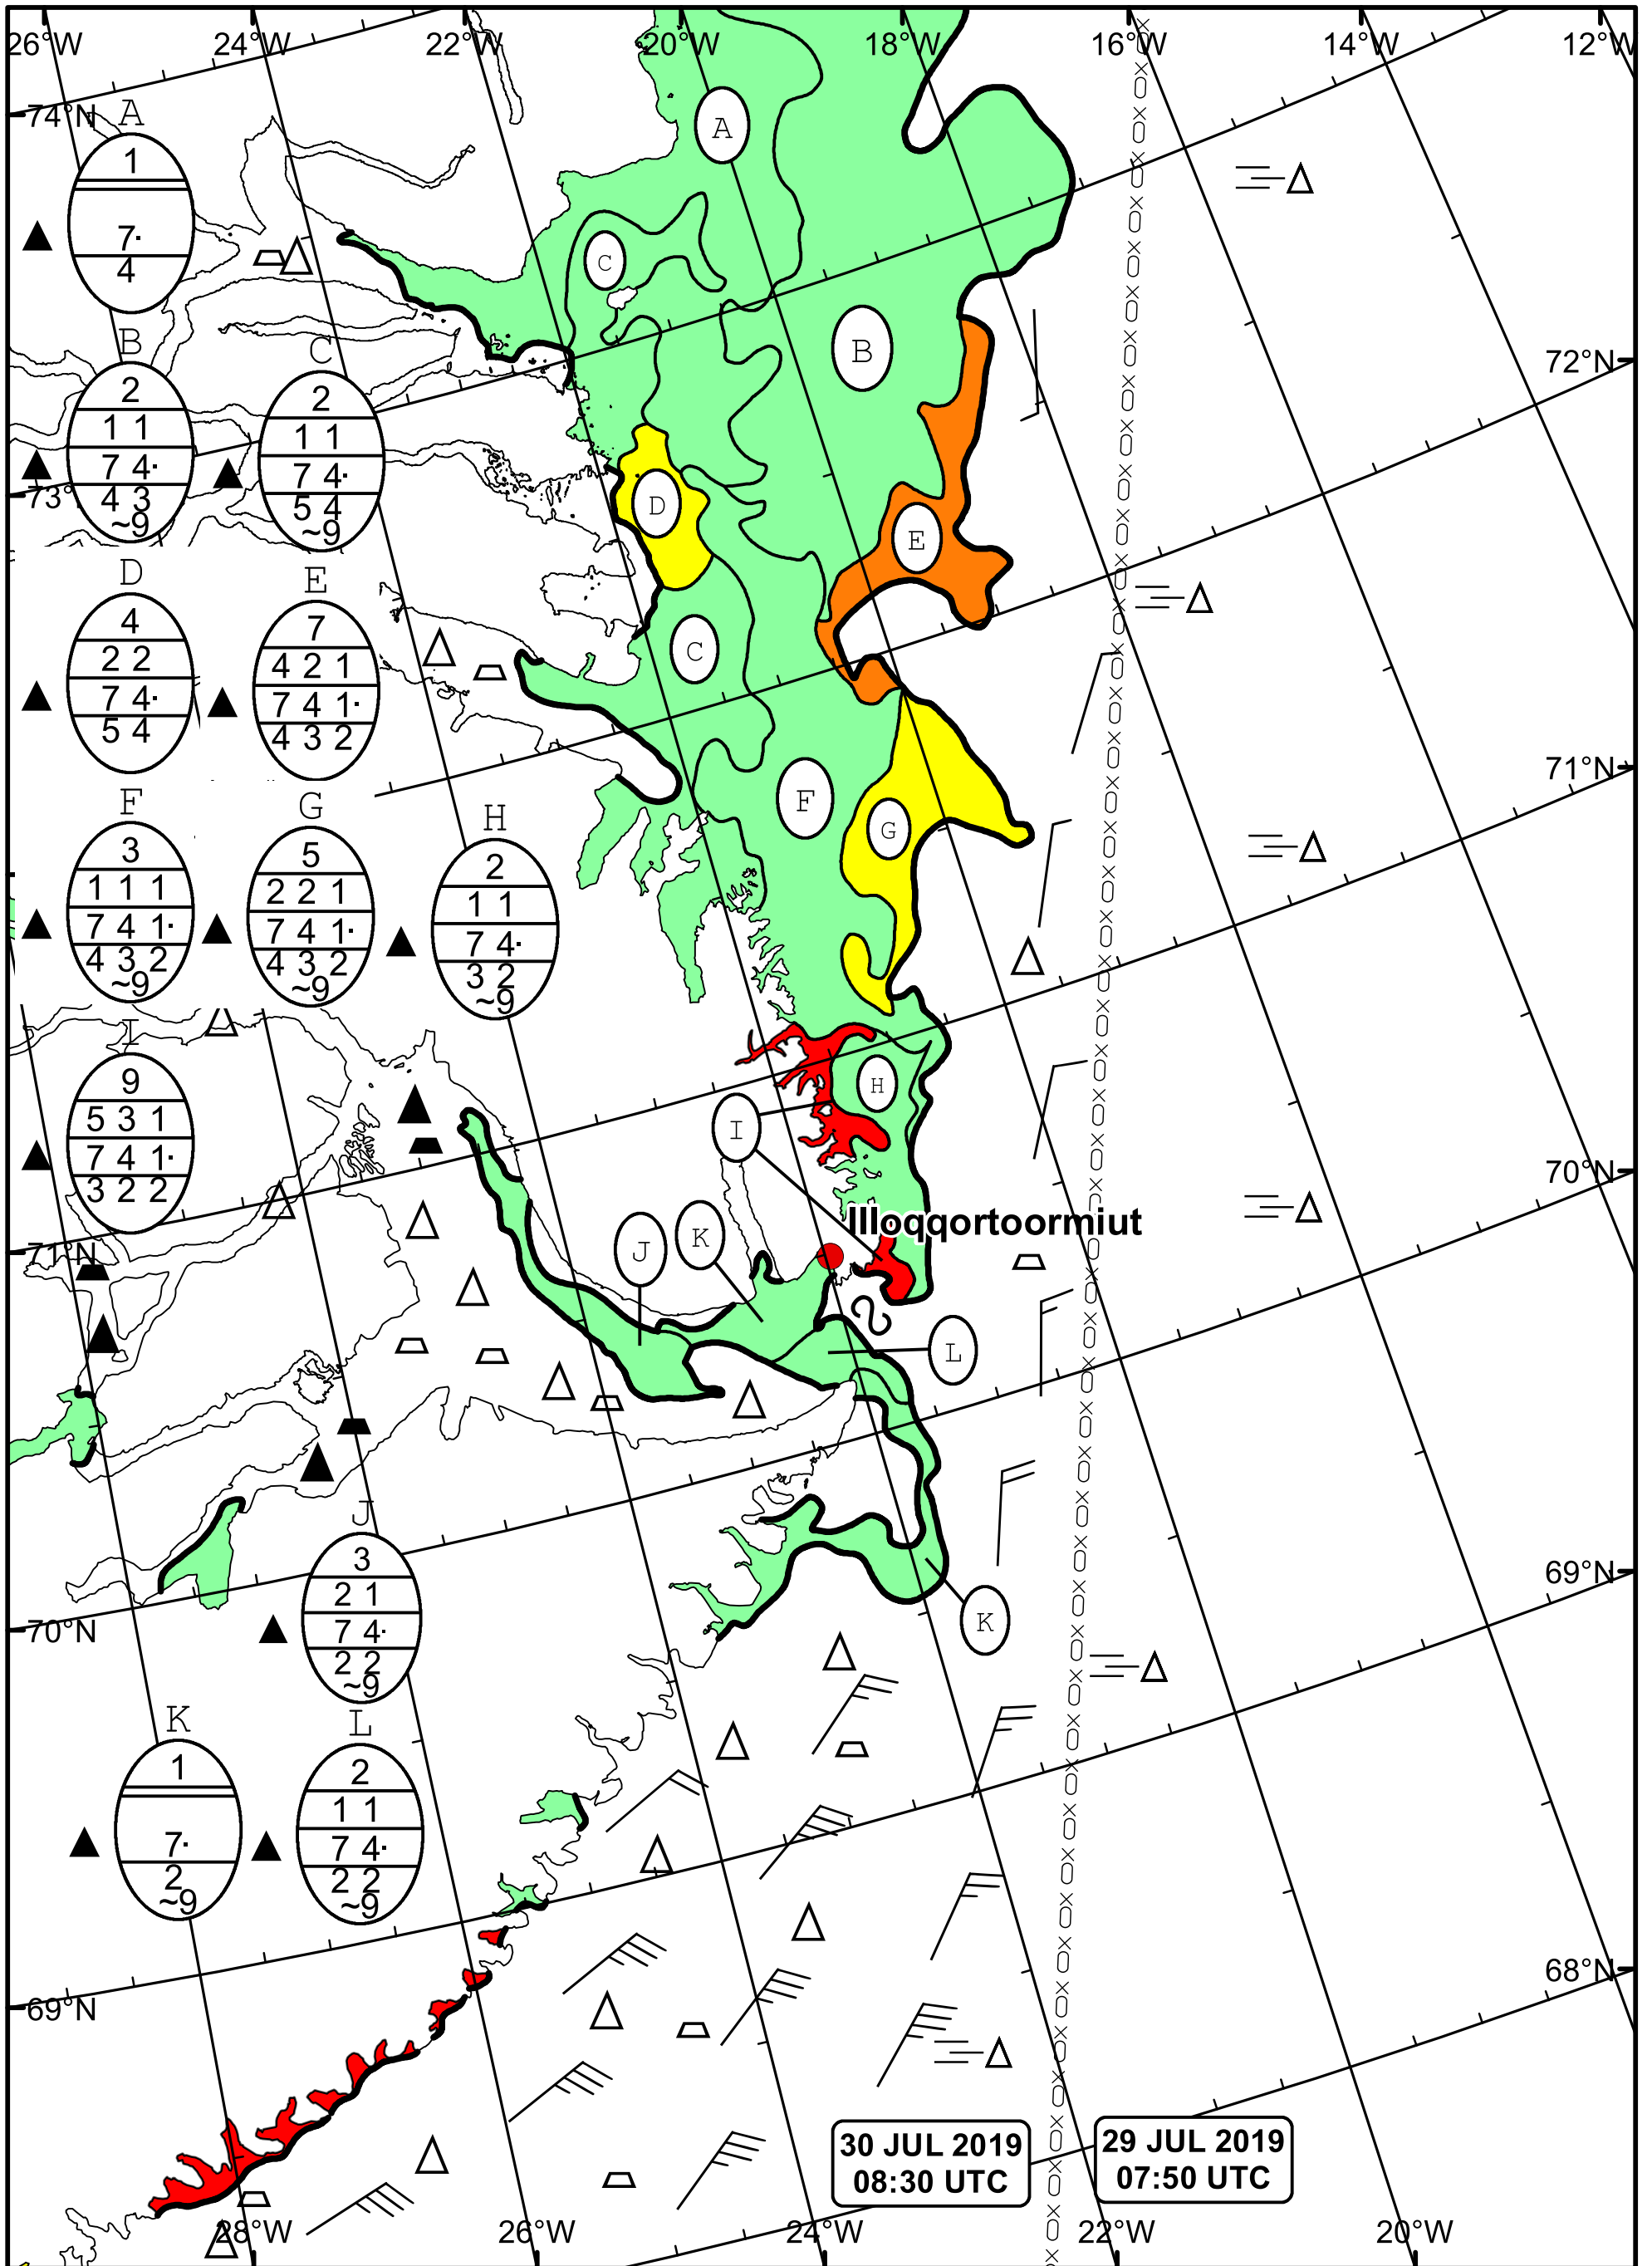 26°W 24°W 22°W 20°W 18°W 16°W 14°W 12°W
74°N
A
1
7·
4
A
C
B
72°N
B
2
1 1
7 4·
4 3
~9
C
2
1 1
7 4·
5 4
~9
73°
D
E
D
4
2 2
7 4·
5 4
E
7
4 2 1
7 4 1·
4 3 2
C
71°N
F
G
F
3
1 1 1
7 4 1·
4 3 2
~9
G
5
2 2 1
7 4 1·
4 3 2
~9
H
2
1 1
7 4·
3 2
~9
I
9
5 3 1
7 4 1·
3 2 2
H
I
70°N
Illoqqortoormiut
J
K
71°N
L
J
3
2 1
7 4·
2 2
~9
69°N
K
70°N
K
1
7·
2
~9
L
2
1 1
7 4·
2 2
~9
68°N
69°N
30 JUL 2019
08:30 UTC
29 JUL 2019
07:50 UTC
28°W 26°W 24°W 22°W 20°W